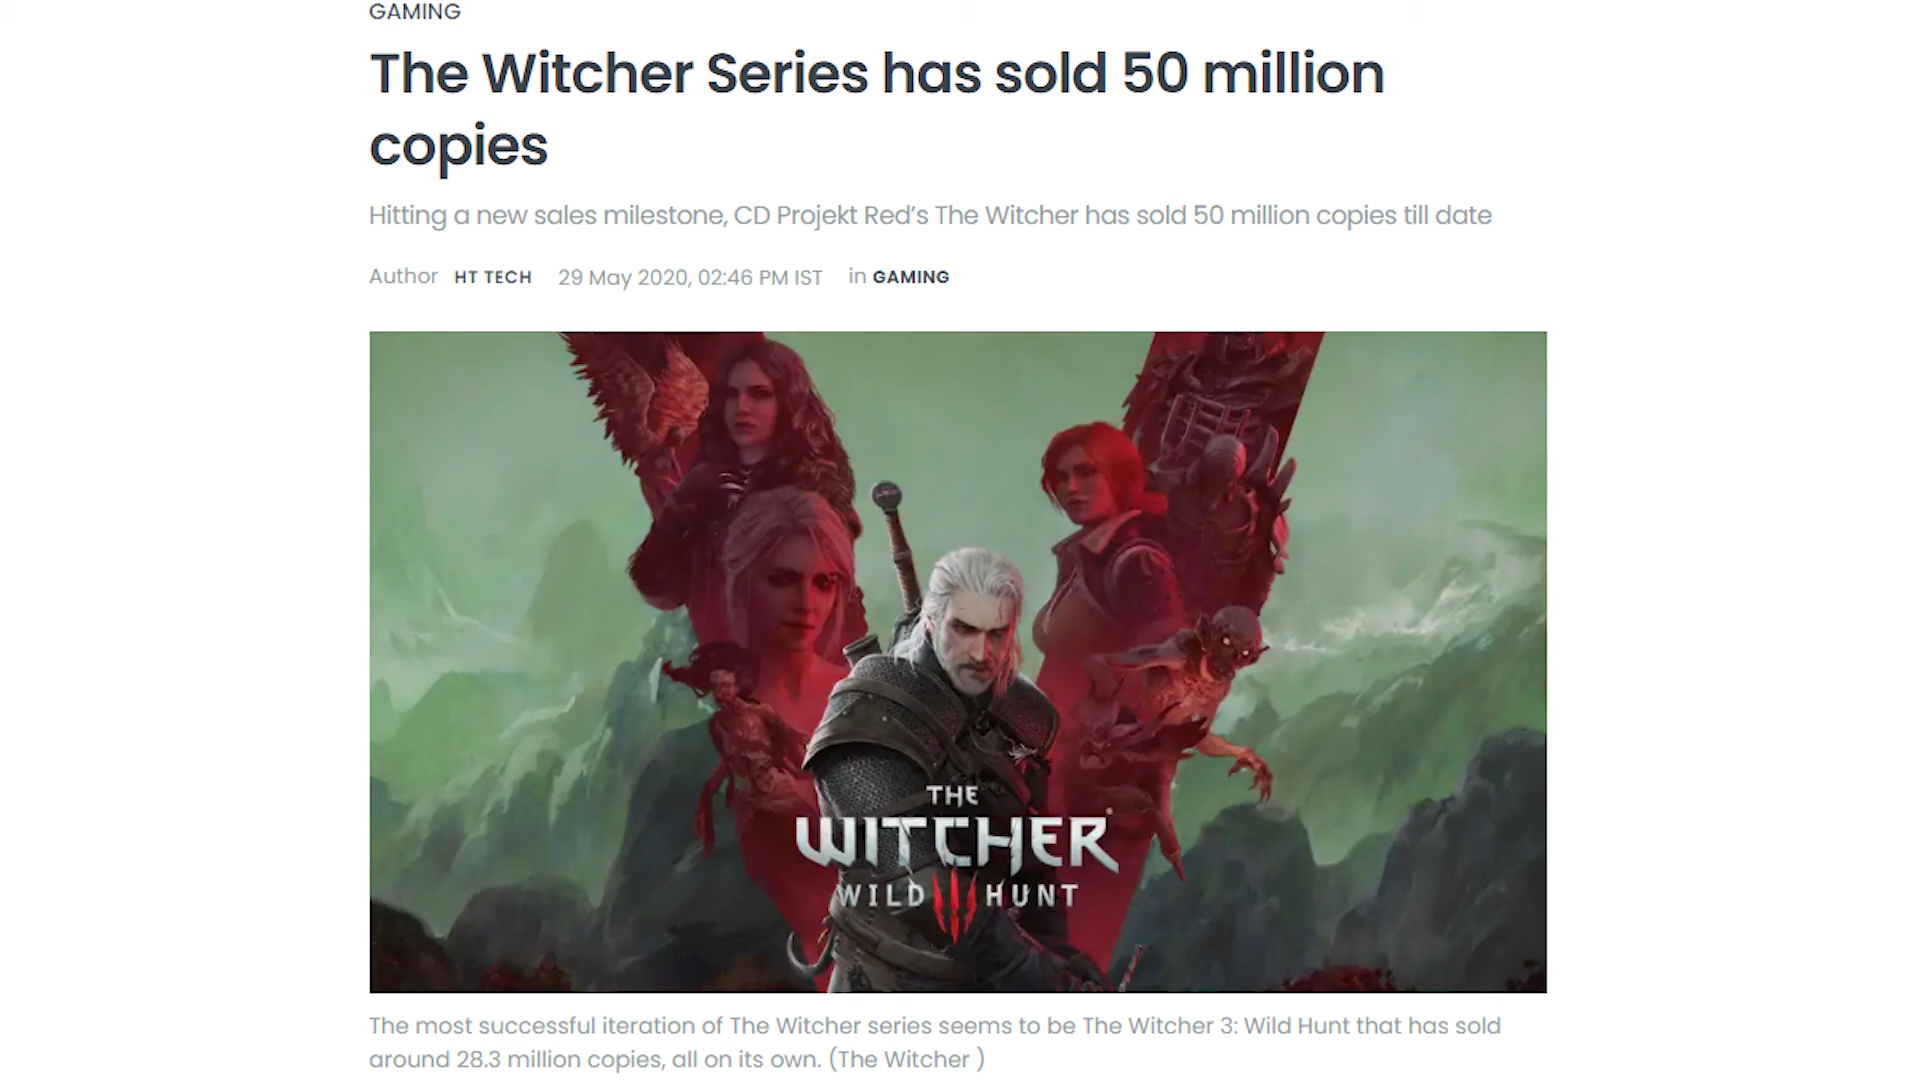 GAMING
The Witcher Series has sold 50 million
copies
Hitting a new sales milestone, CD Projekt Red’s The Witcher has sold 50 million copies till date
Author HT TECH 29 May 2020, 02:46 PM IST in GAMING
THE
WITCHER
WILD III HUNT
The most successful iteration of The Witcher series seems to be The Witcher 3: Wild Hunt that has sold
around 28.3 million copies, all on its own. (The Witcher )